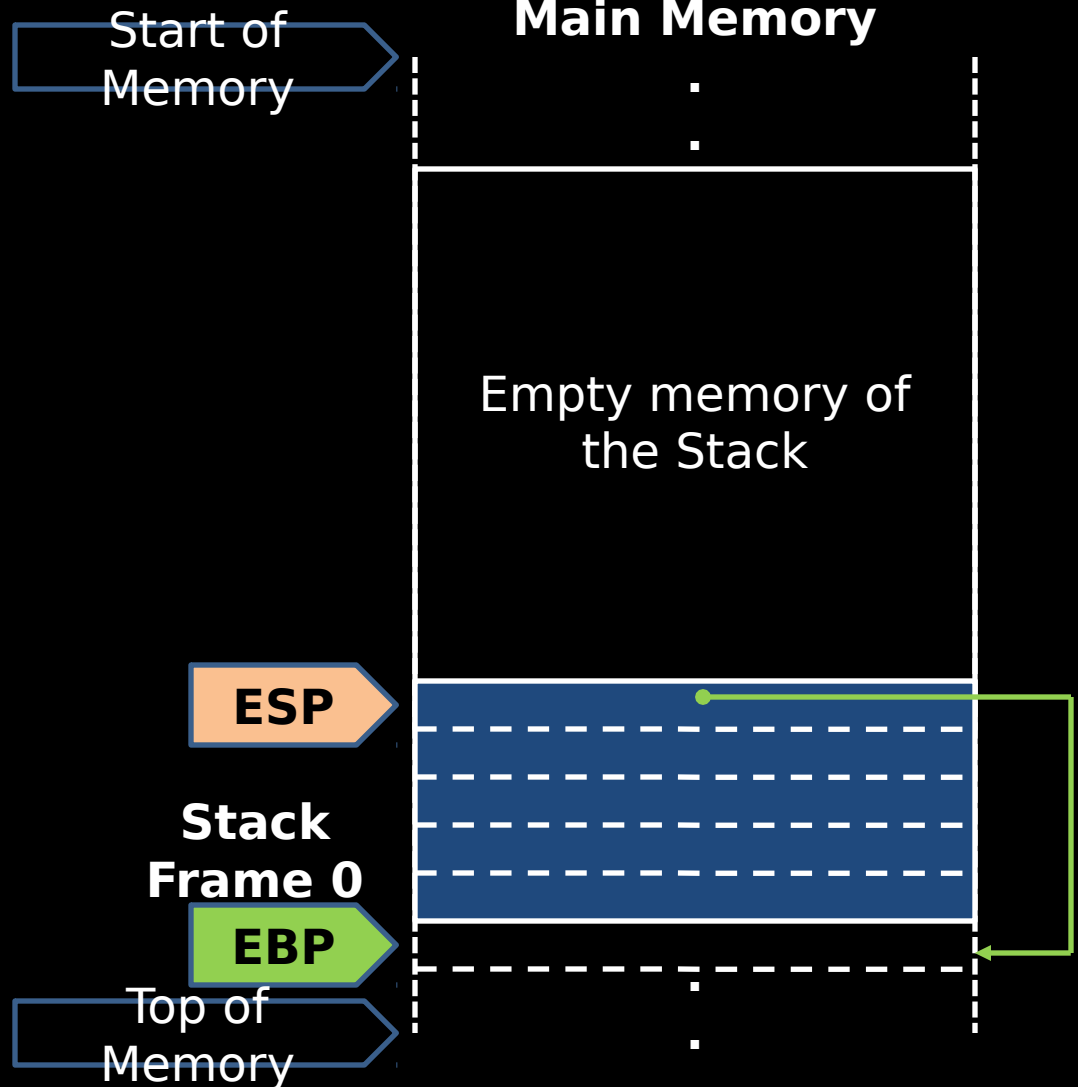 Main Memory
Start of
Memory
.
.
Empty memory of
the Stack
ESP
Stack
Frame 0
EBP
.
Top of
.
Memory